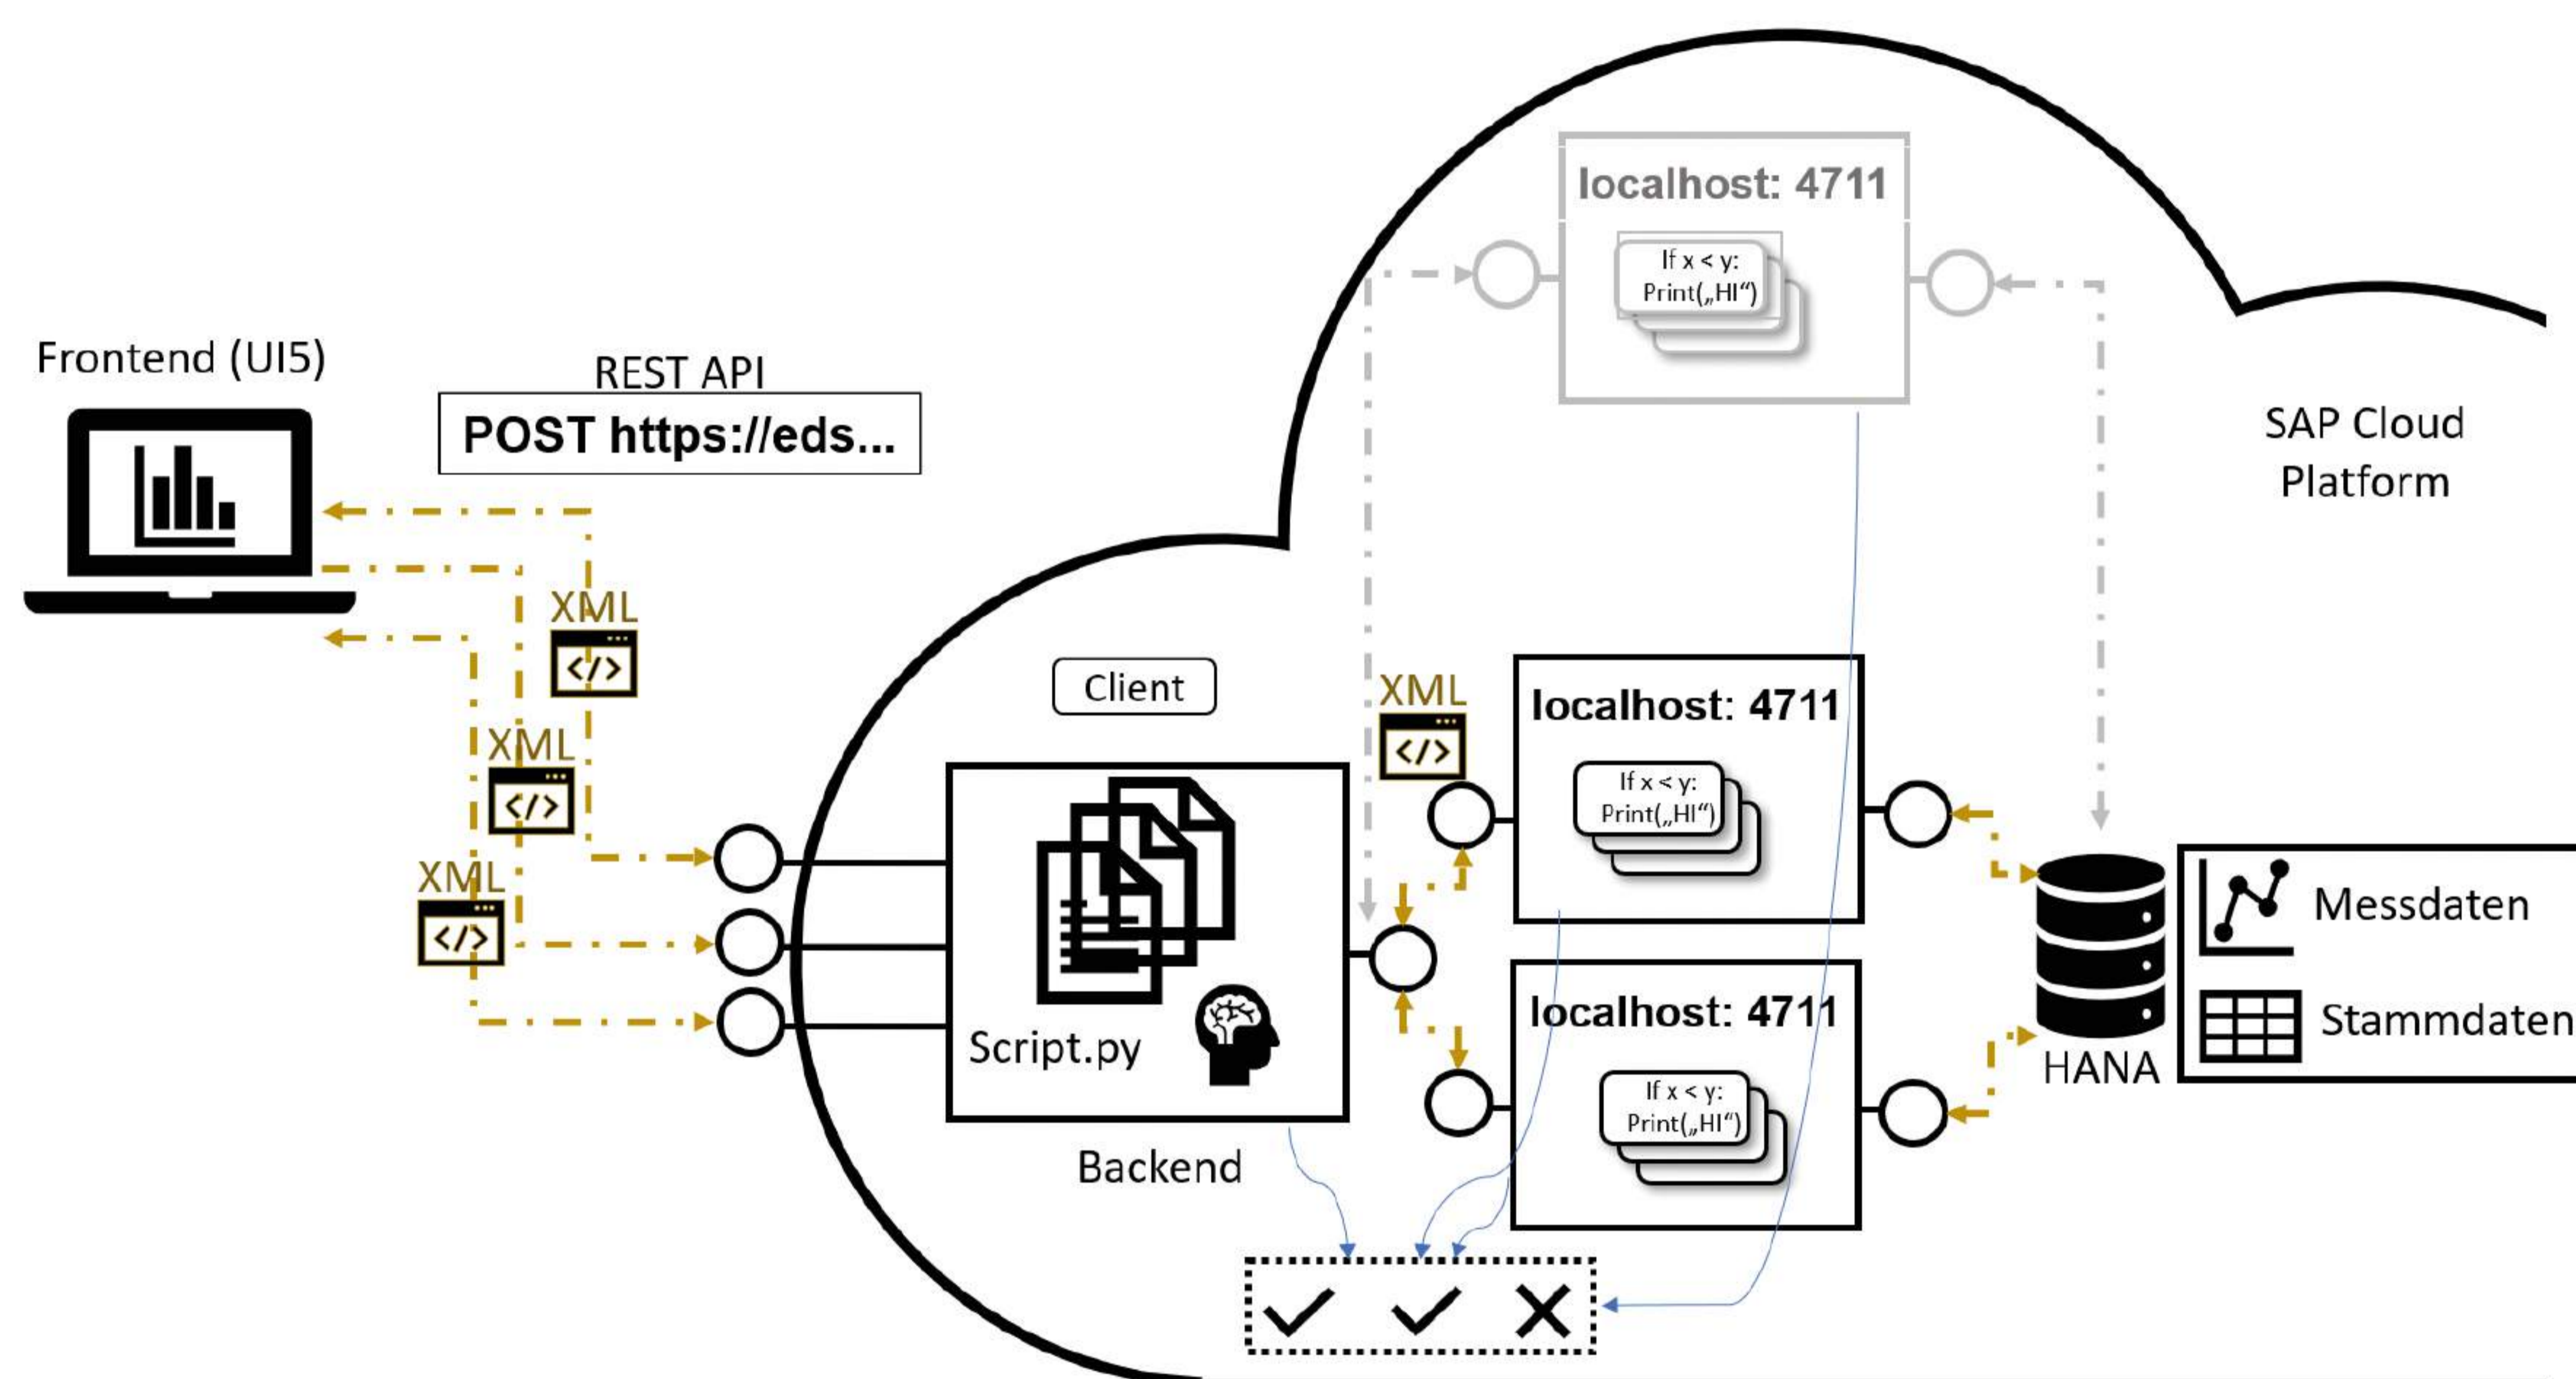 localhost: 4711
If x < y:
Print(„HI“)
Frontend (UI5)
REST API
POST https://eds...
SAP Cloud
Platform
XML
</>
XML
</>
XML
</>
Client
XML
</>
localhost: 4711
If x < y:
Print(„HI“)
Script.py
Backend
localhost: 4711
If x < y:
Print(„HI“)
HANA
Messdaten
Stammdaten